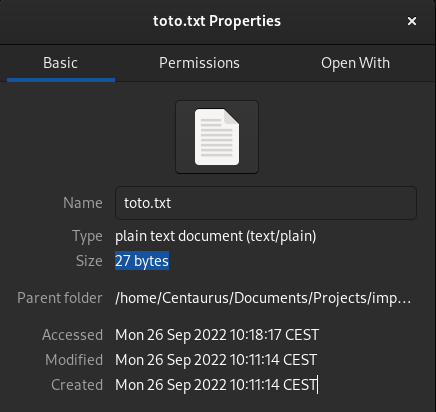 toto.txt Properties
Basic Permissions Open With
Name toto.txt
Type plain text document (text/plain)
Size 27 bytes
Parent folder /home/Centaurus/Documents/Projects/imp...
Accessed Mon 26 Sep 2022 10:18:17 CEST
Modified Mon 26 Sep 2022 10:11:14 CEST
Created Mon 26 Sep 2022 10:11:14 CEST